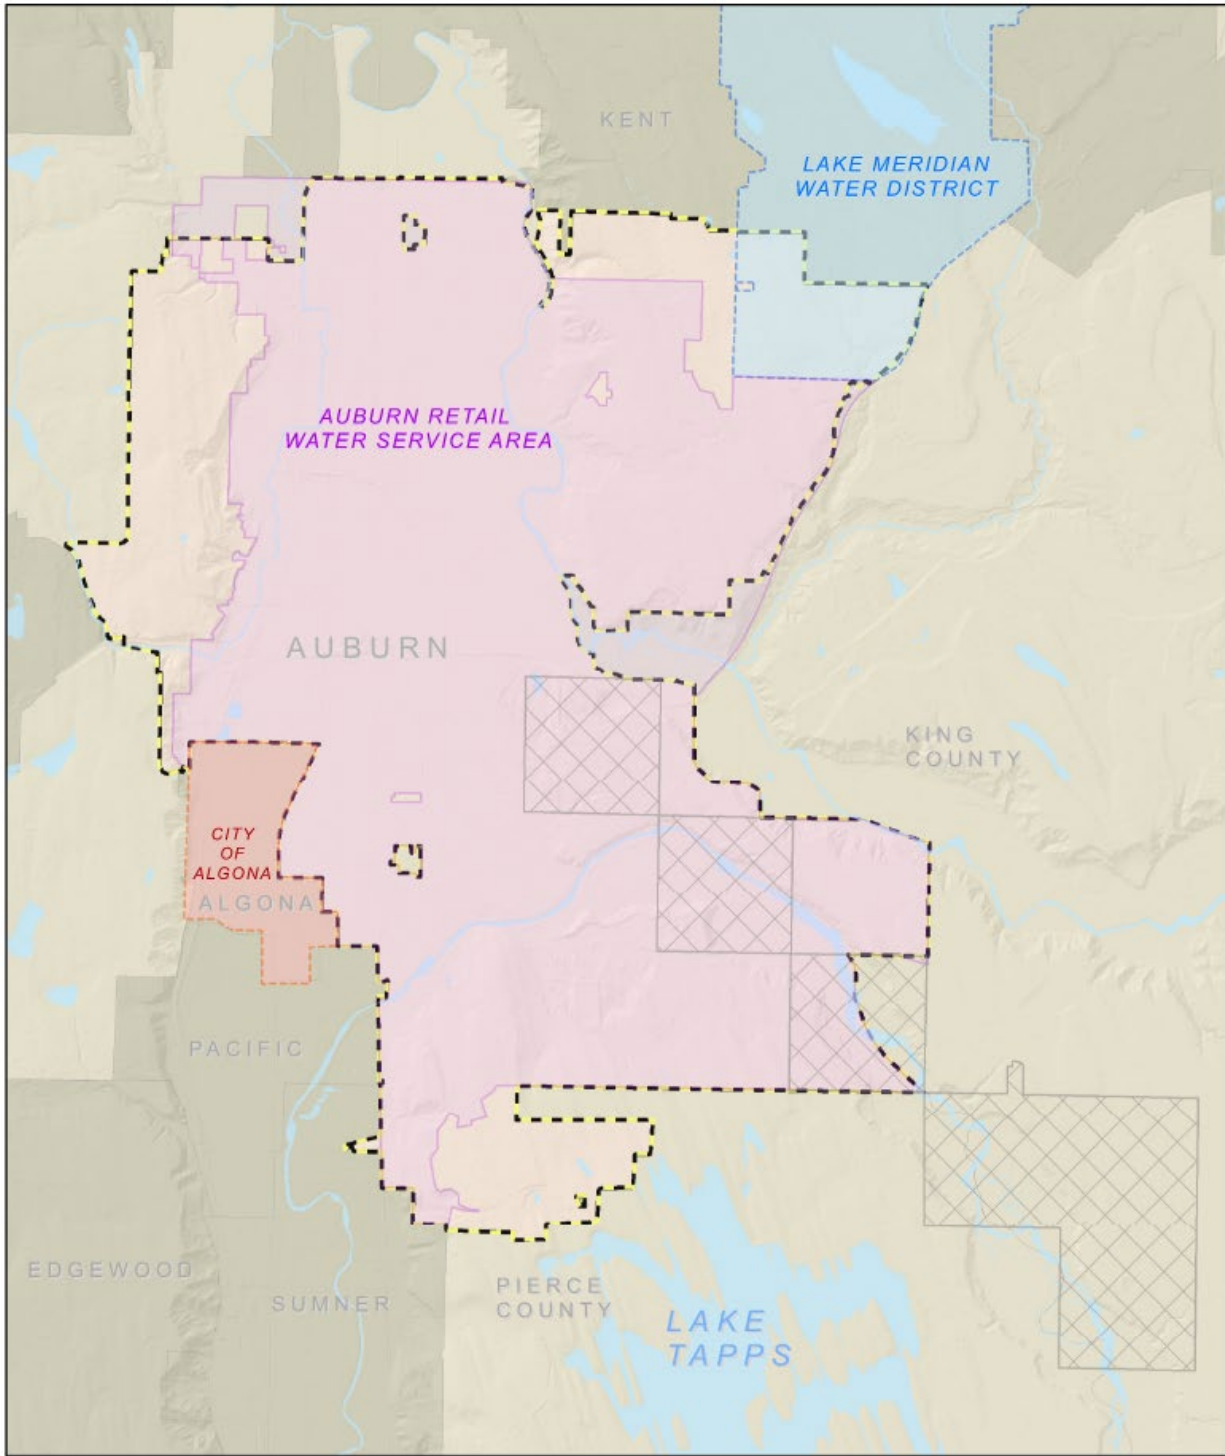 KENT
LAKE MERIDIAN
WATER DISTRICT
AUBURN RETAIL
WATER SERVICE AREA
AUBURN
KING
COUNTY
CITY
OF
ALGONA
ALGONA
PACIFIC
EDGEWOOD
SUMNER
PIERCE
COUNTY
LAKE
TAPPS